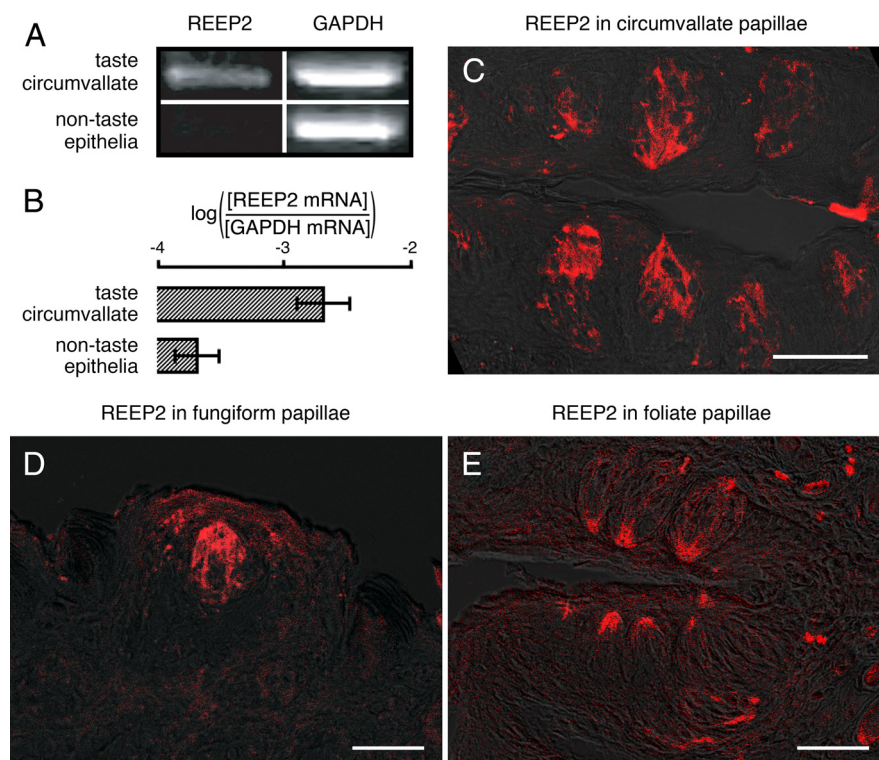 A
REEP2 GAPDH
taste
circumvallate
non-taste
epithelia
B
log([REEP2 mRNA]/[GAPDH mRNA])
-4 -3 -2
taste
circumvallate
non-taste
epithelia
REEP2 in circumvallate papillae
C
REEP2 in fungiform papillae
D
REEP2 in foliate papillae
E